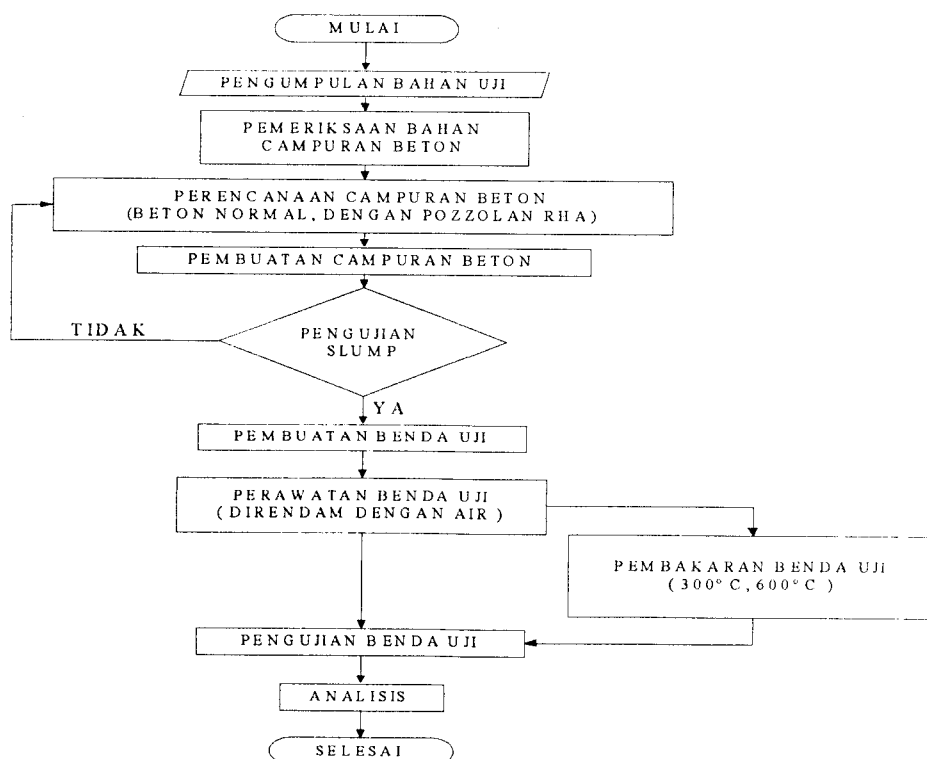 MULAI
PENGUMPULAN BAHAN UJI
PEMERIKSAAN BAHAN
CAMPURAN BETON
PERENCANAAN CAMPURAN BETON
(BETON NORMAL, DENGAN POZZOLAN RHA)
PEMBUATAN CAMPURAN BETON
TIDAK
PENGUJIAN
SLUMP
YA
PEMBUATAN BENDA UJI
PERAWATAN BENDA UJI
(DIRENDAM DENGAN AIR)
PEMBAKARAN BENDA UJI
(300°C, 600°C)
PENGUJIAN BENDA UJI
ANALISIS
SELESAI